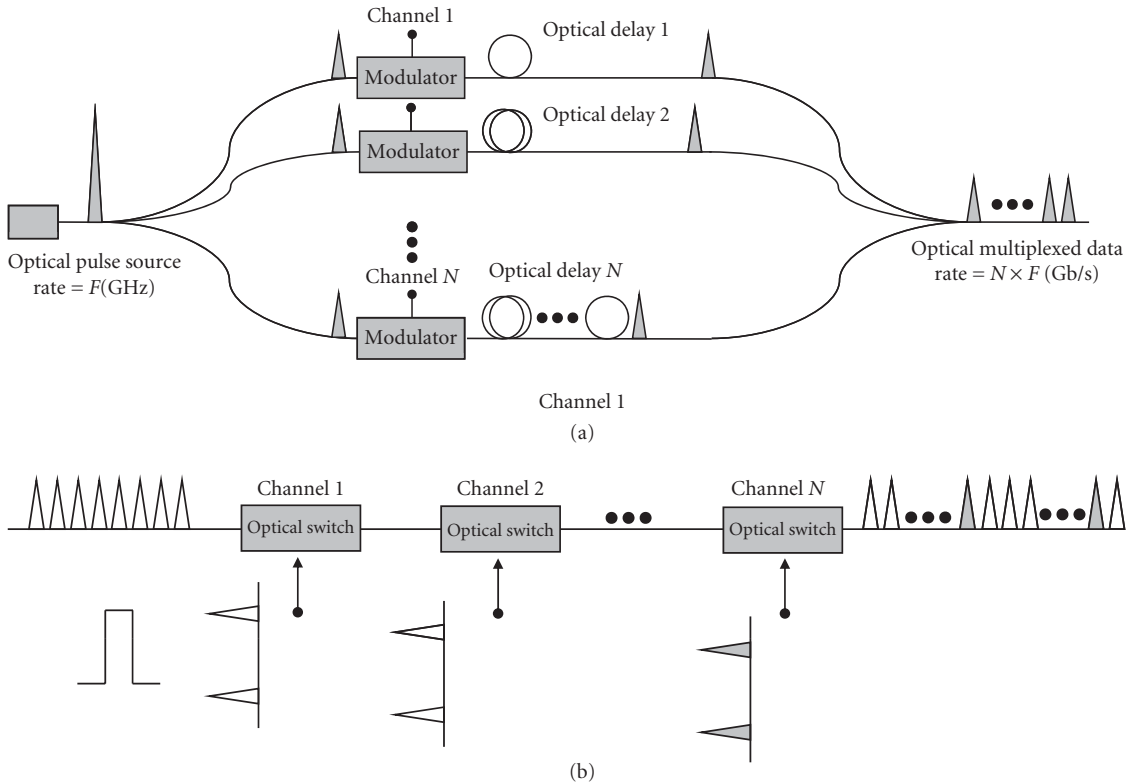 Channel 1
Optical delay 1
Modulator
Optical delay 2
Modulator
Optical pulse source
rate = F(GHz)
Channel N
Optical delay N
Modulator
Optical multiplexed data
rate = N × F (Gb/s)
Channel 1
(a)
Channel 1
Channel 2
Channel N
Optical switch
Optical switch
Optical switch
(b)